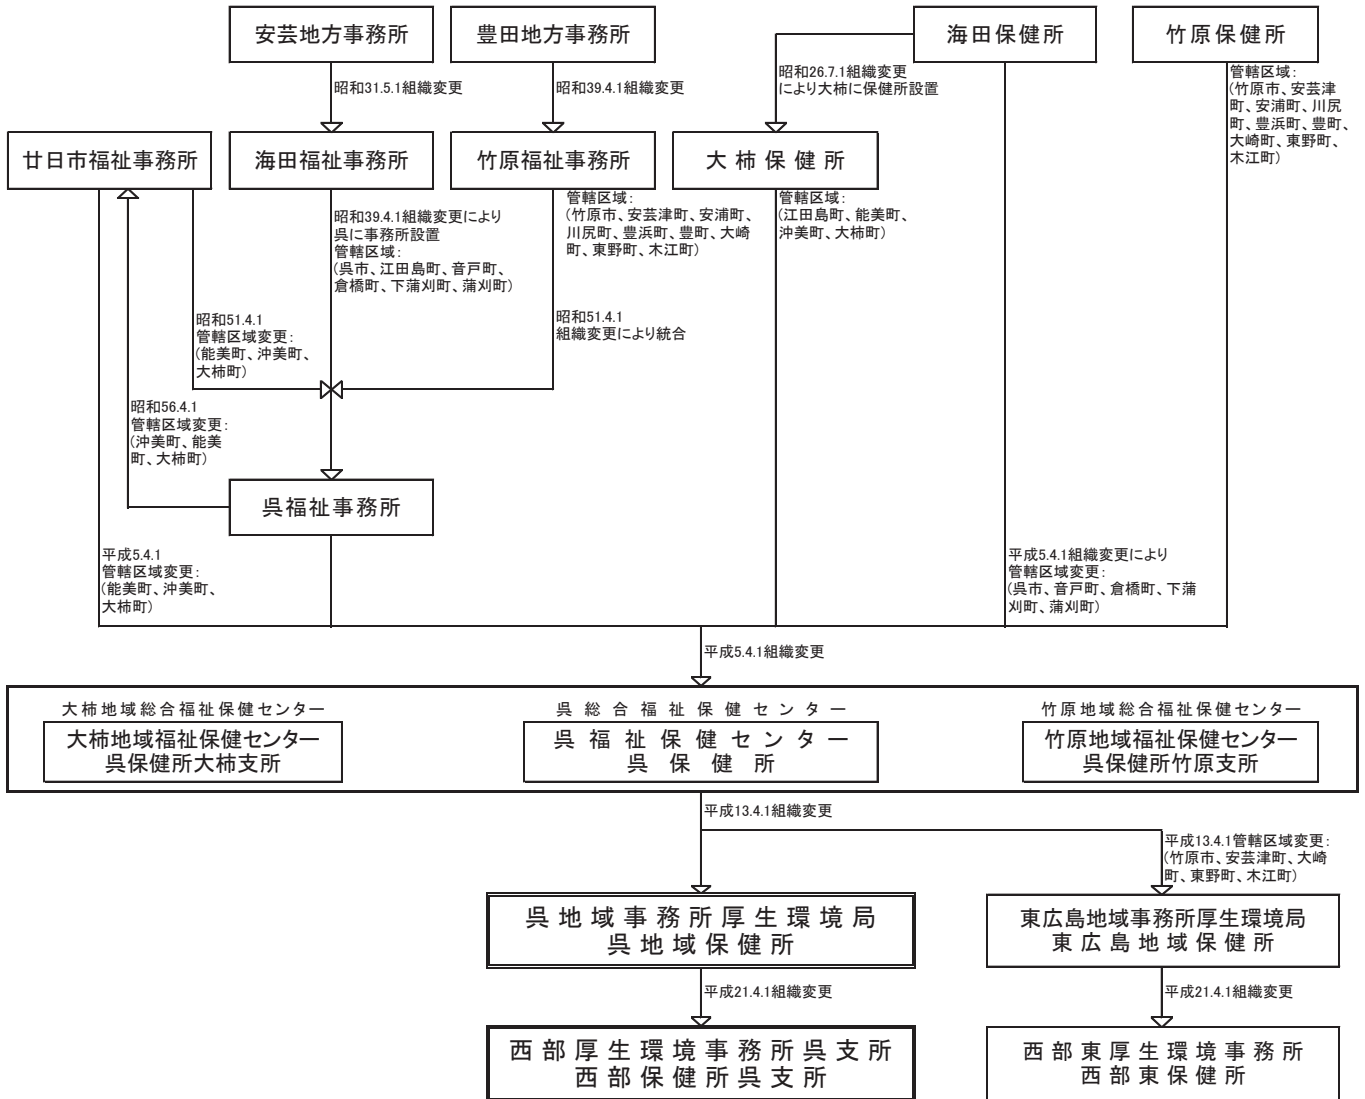 安芸地方事務所
豊田地方事務所
海田保健所
竹原保健所
昭和31.5.1組織変更
昭和39.4.1組織変更
昭和26.7.1組織変更
により大柿に保健所設置
管轄区域：
(竹原市、安芸津
町、安浦町、川尻
町、豊浜町、豊町、
大崎町、東野町、
木江町)
廿日市福祉事務所
海田福祉事務所
竹原福祉事務所
大柿保健所
昭和39.4.1組織変更により
呉に事務所設置
管轄区域：
(呉市、江田島町、音戸町、
倉橋町、下蒲刈町、蒲刈町)
管轄区域：
(竹原市、安芸津町、安浦町、
川尻町、豊浜町、豊町、大崎
町、東野町、木江町)
管轄区域：
(江田島町、能美町、
沖美町、大柿町)
昭和51.4.1
管轄区域変更：
(能美町、沖美町、
大柿町)
昭和51.4.1
組織変更により統合
昭和56.4.1
管轄区域変更：
(沖美町、能美
町、大柿町)
呉福祉事務所
平成5.4.1
管轄区域変更：
(能美町、沖美町、
大柿町)
平成5.4.1組織変更により
管轄区域変更：
(呉市、音戸町、倉橋町、下蒲
刈町、蒲刈町)
平成5.4.1組織変更
大柿地域総合福祉保健センター
大柿地域福祉保健センター
呉保健所大柿支所
呉総合福祉保健センター
呉福祉保健センター
呉保健所
竹原地域総合福祉保健センター
竹原地域福祉保健センター
呉保健所竹原支所
平成13.4.1組織変更
平成13.4.1管轄区域変更：
(竹原市、安芸津町、大崎
町、東野町、木江町)
呉地域事務所厚生環境局
呉地域保健所
東広島地域事務所厚生環境局
東広島地域保健所
平成21.4.1組織変更
平成21.4.1組織変更
西部厚生環境事務所呉支所
西部保健所呉支所
西部東厚生環境事務所
西部東保健所